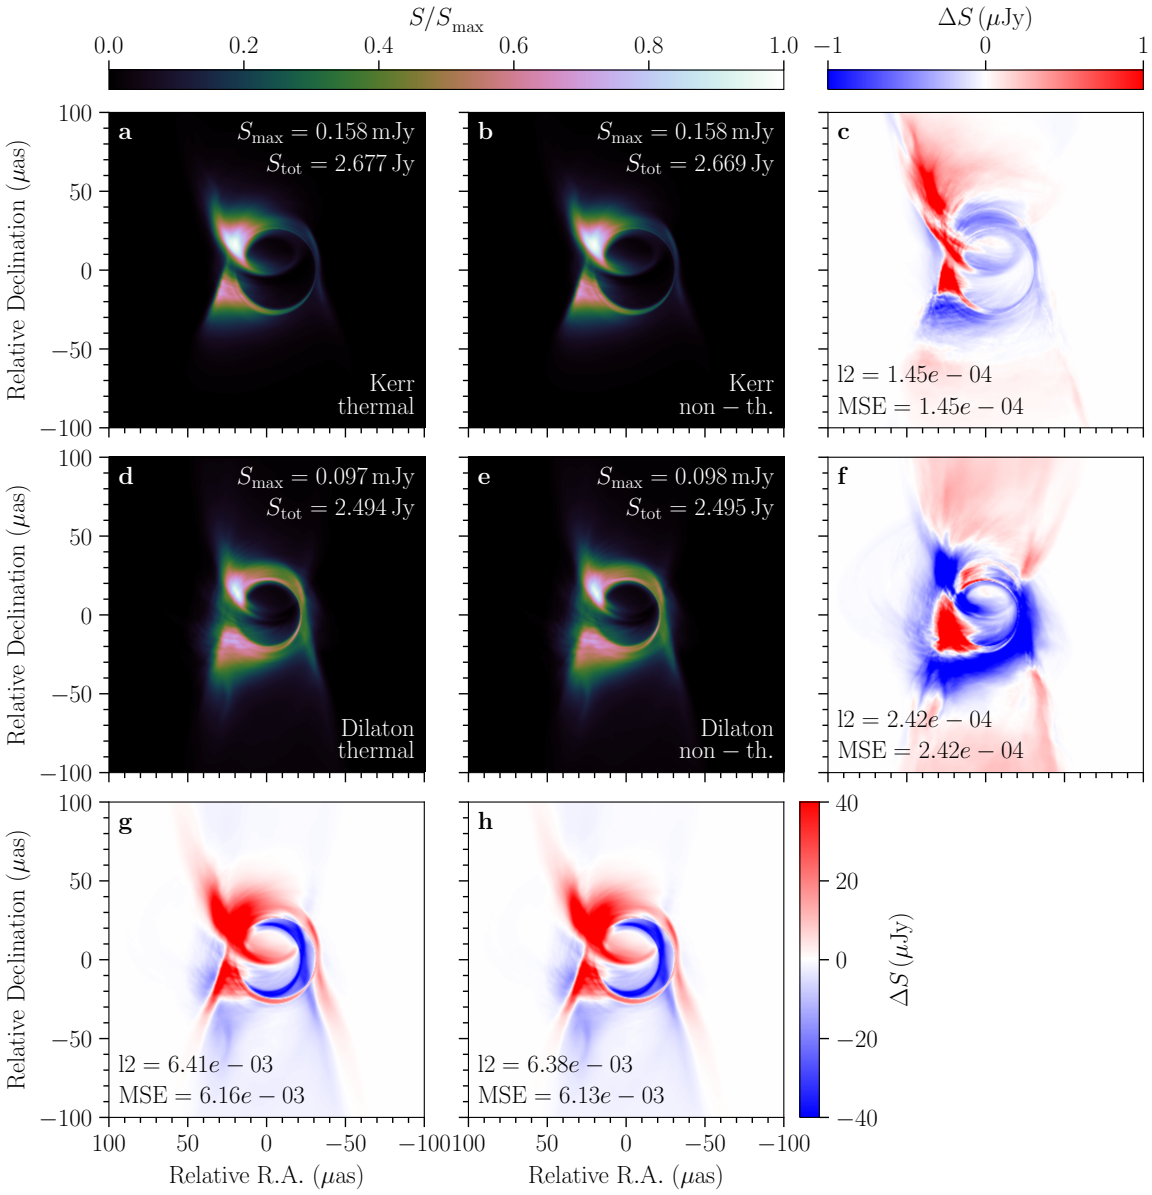 S/S_max
ΔS (μJy)
0.0 0.2 0.4 0.6 0.8 1.0
−1 0 1
Relative Declination (μas)
100
50
0
−50
−100
a
S_max = 0.158 mJy
S_tot = 2.677 Jy
Kerr
thermal
b
S_max = 0.158 mJy
S_tot = 2.669 Jy
Kerr
non − th.
c
l2 = 1.45e − 04
MSE = 1.45e − 04
Relative Declination (μas)
100
50
0
−50
−100
d
S_max = 0.097 mJy
S_tot = 2.494 Jy
Dilaton
thermal
e
S_max = 0.098 mJy
S_tot = 2.495 Jy
Dilaton
non − th.
f
l2 = 2.42e − 04
MSE = 2.42e − 04
Relative Declination (μas)
100
50
0
−50
−100
g
l2 = 6.41e − 03
MSE = 6.16e − 03
h
l2 = 6.38e − 03
MSE = 6.13e − 03
40
20
0
−20
−40
ΔS (μJy)
100 50 0 −50 −100
100 50 0 −50 −100
Relative R.A. (μas)
Relative R.A. (μas)